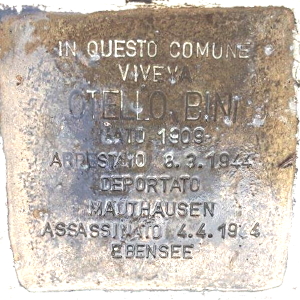 IN QUESTO COMUNE
VIVEVA
OTELLO BINI
NATO 1909
ARRESTATO 8.3.1944
DEPORTATO
MAUTHAUSEN
ASSASSINATO 4.4.1944
EBENSEE